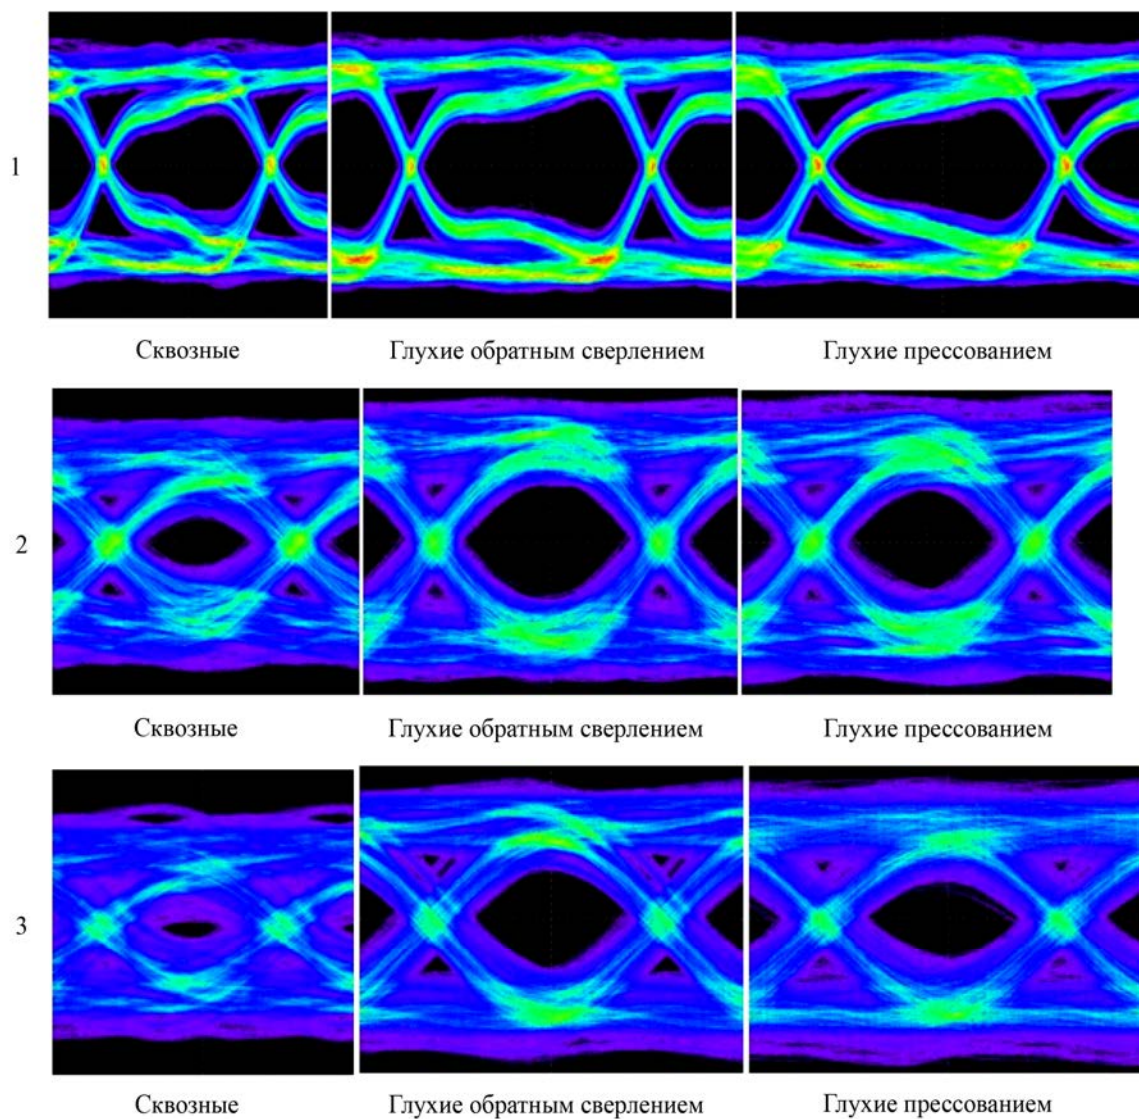 1
Сквозные Глухие обратным сверлением Глухие прессованием
2
Сквозные Глухие обратным сверлением Глухие прессованием
3
Сквозные Глухие обратным сверлением Глухие прессованием